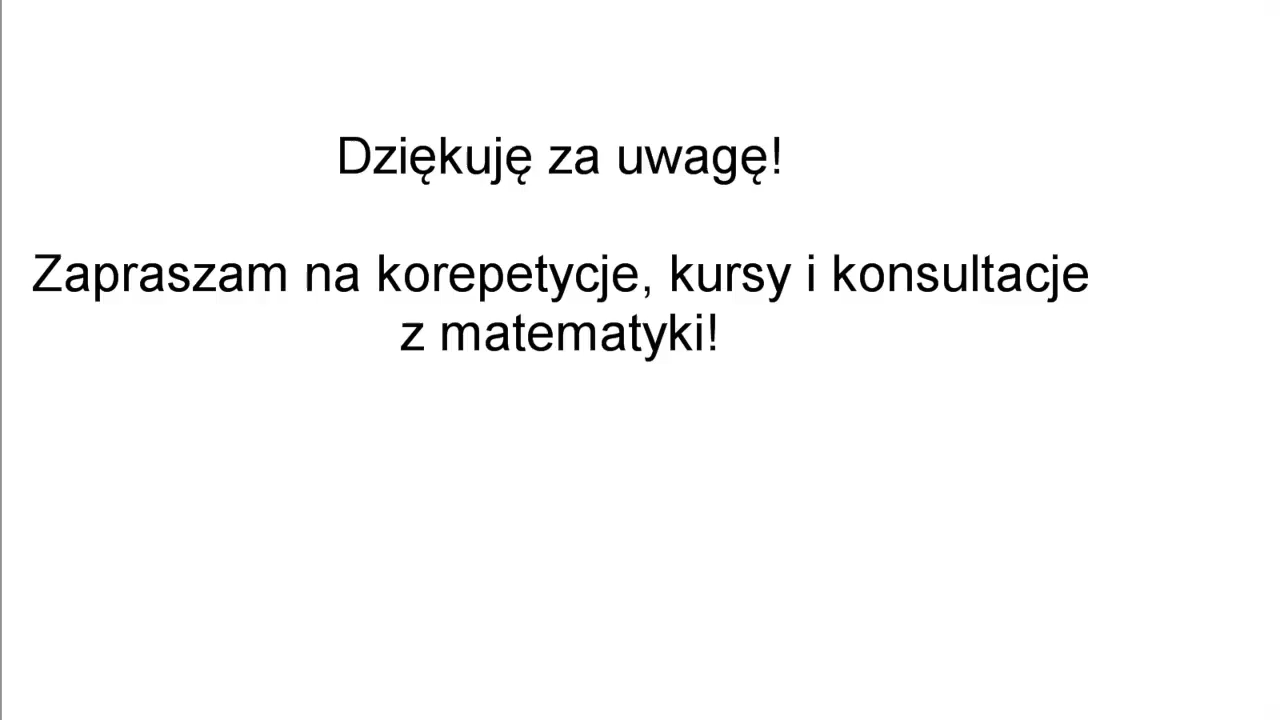 Dziękuję za uwagę!
Zapraszam na korepetycje, kursy i konsultacje
z matematyki!